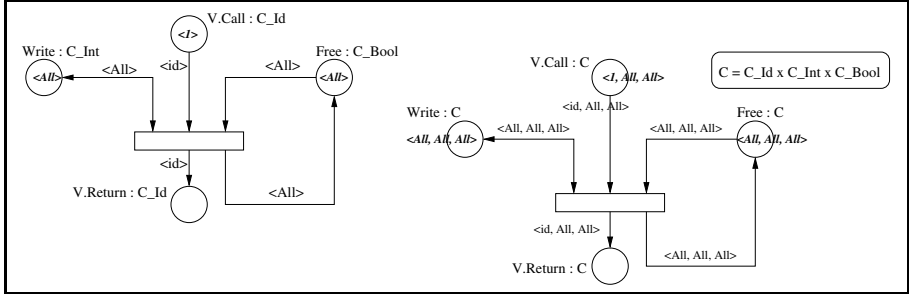 V.Call : C_Id
<1>
Write : C_Int
Free : C_Bool
<All>
<id>
<All>
<All>
<All>
<id>
<All>
V.Return : C_Id
V.Call : C
<1, All, All>
C = C_Id x C_Int x C_Bool
<id, All, All>
Write : C
Free : C
<All, All, All>
<All, All, All>
<All, All, All>
<All, All, All>
<id, All, All>
<All, All, All>
V.Return : C